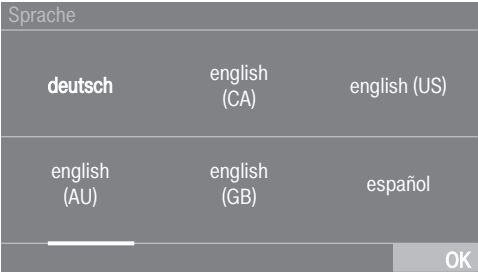 Sprache
deutsch
english
(CA)
english (US)
english
(AU)
english
(GB)
español
OK